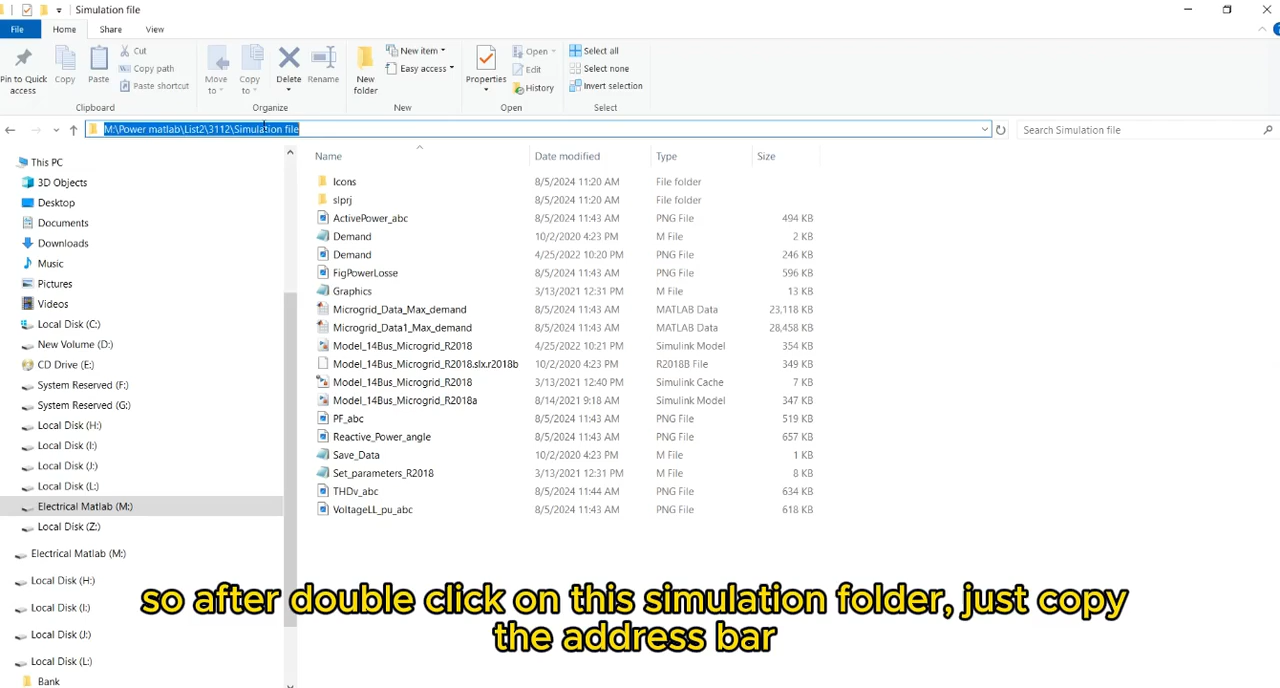 Simulation file
File
Home
Share
View
Pin to Quick access
Copy
Paste
Cut
Copy path
Paste shortcut
Clipboard
Move to
Copy to
Delete
Rename
Organize
New folder
New item
Easy access
New
Properties
Open
Edit
History
Open
Select all
Select none
Invert selection
Select
M:\Power matlab\List2\3112\Simulation file
Search Simulation file
This PC
3D Objects
Desktop
Documents
Downloads
Music
Pictures
Videos
Local Disk (C:)
New Volume (D:)
CD Drive (E:)
System Reserved (F:)
System Reserved (G:)
Local Disk (H:)
Local Disk (I:)
Local Disk (J:)
Local Disk (L:)
Electrical Matlab (M:)
Local Disk (Z:)
Electrical Matlab (M:)
Local Disk (H:)
Local Disk (I:)
Local Disk (J:)
Local Disk (L:)
Bank
Name Date modified Type Size
Icons 8/5/2024 11:20 AM File folder
slprj 8/5/2024 11:20 AM File folder
ActivePower_abc 8/5/2024 11:43 AM PNG File 494 KB
Demand 10/2/2020 4:23 PM M File 2 KB
Demand 4/25/2022 10:20 PM PNG File 246 KB
FigPowerLosse 8/5/2024 11:43 AM PNG File 596 KB
Graphics 3/13/2021 12:31 PM M File 13 KB
Microgrid_Data_Max_demand 8/5/2024 11:43 AM MATLAB Data 23,118 KB
Microgrid_Data1_Max_demand 8/5/2024 11:43 AM MATLAB Data 28,458 KB
Model_14Bus_Microgrid_R2018 4/25/2022 10:21 PM Simulink Model 354 KB
Model_14Bus_Microgrid_R2018.slx.r2018b 10/2/2020 4:23 PM R2018B File 349 KB
Model_14Bus_Microgrid_R2018 3/13/2021 12:40 PM Simulink Cache 7 KB
Model_14Bus_Microgrid_R2018a 8/14/2021 9:18 AM Simulink Model 347 KB
PF_abc 8/5/2024 11:43 AM PNG File 519 KB
Reactive_Power_angle 8/5/2024 11:43 AM PNG File 657 KB
Save_Data 10/2/2020 4:23 PM M File 1 KB
Set_parameters_R2018 3/13/2021 12:31 PM M File 8 KB
THDv_abc 8/5/2024 11:44 AM PNG File 634 KB
VoltageLL_pu_abc 8/5/2024 11:43 AM PNG File 618 KB
so after double click on this simulation folder, just copy
the address bar